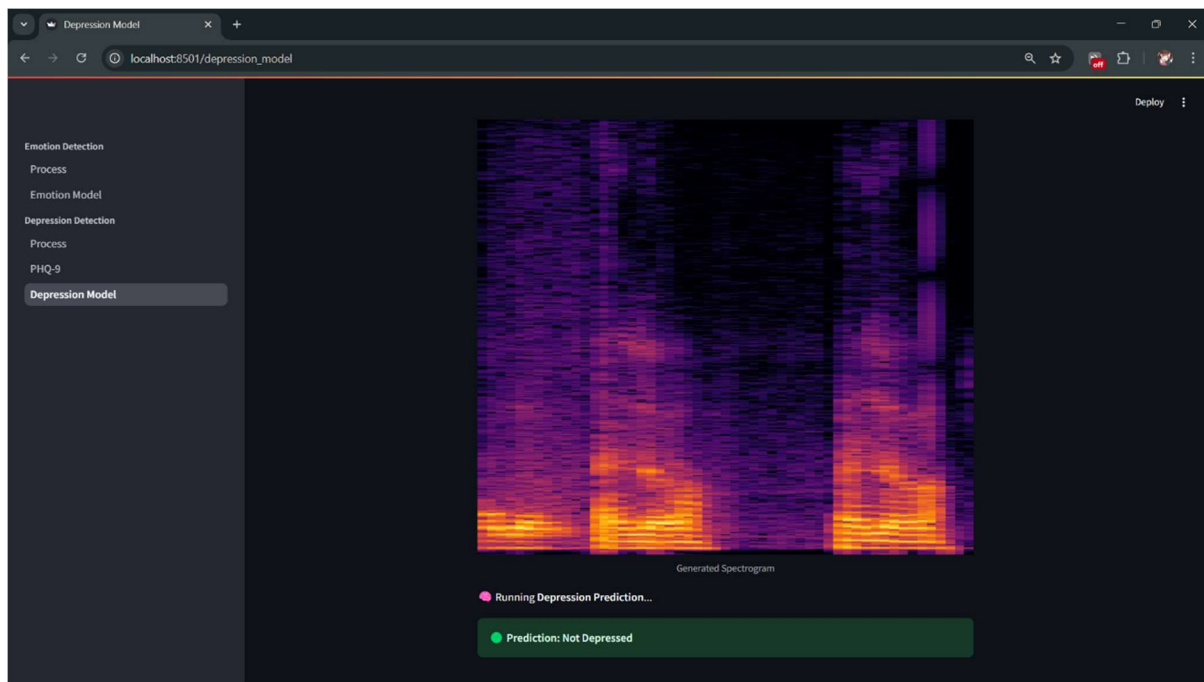 Depression Model
localhost:8501/depression_model
off
Deploy
Emotion Detection
Process
Emotion Model
Depression Detection
Process
PHQ-9
Depression Model
Generated Spectrogram
Running Depression Prediction...
Prediction: Not Depressed